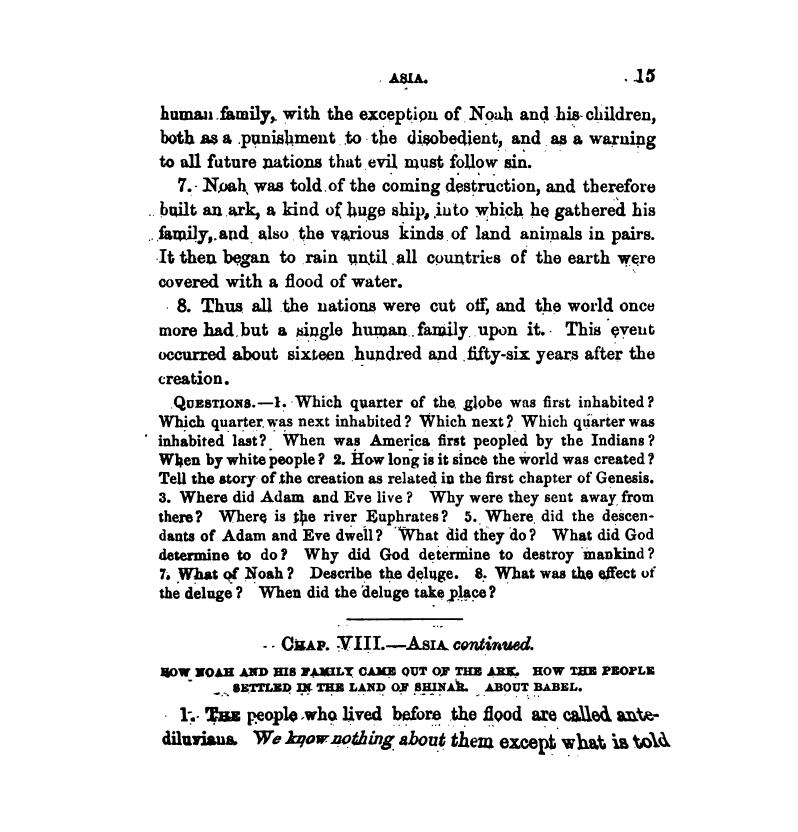 ASIA. 15
human family, with the exception of Noah and his children,
both as a punishment to the disobedient, and as a warning
to all future nations that evil must follow sin.
7. Noah was told of the coming destruction, and therefore
built an ark, a kind of huge ship, into which he gathered his
family, and also the various kinds of land animals in pairs.
It then began to rain until all countries of the earth were
covered with a flood of water.
8. Thus all the nations were cut off, and the world once
more had but a single human family upon it. This event
occurred about sixteen hundred and fifty-six years after the
creation.
QUESTIONS.—1. Which quarter of the globe was first inhabited?
Which quarter was next inhabited? Which next? Which quarter was
inhabited last? When was America first peopled by the Indians?
When by white people? 2. How long is it since the world was created?
Tell the story of the creation as related in the first chapter of Genesis.
3. Where did Adam and Eve live? Why were they sent away from
there? Where is the river Euphrates? 5. Where did the descen-
dants of Adam and Eve dwell? What did they do? What did God
determine to do? Why did God determine to destroy mankind?
7. What of Noah? Describe the deluge. 8. What was the effect of
the deluge? When did the deluge take place?
CHAP. VIII.—ASIA continued.
HOW NOAH AND HIS FAMILY CAME OUT OF THE ARK. HOW THE PEOPLE
SETTLED IN THE LAND OF SHINAR. ABOUT BABEL.
1. THE people who lived before the flood are called ante-
diluvians. We know nothing about them except what is told